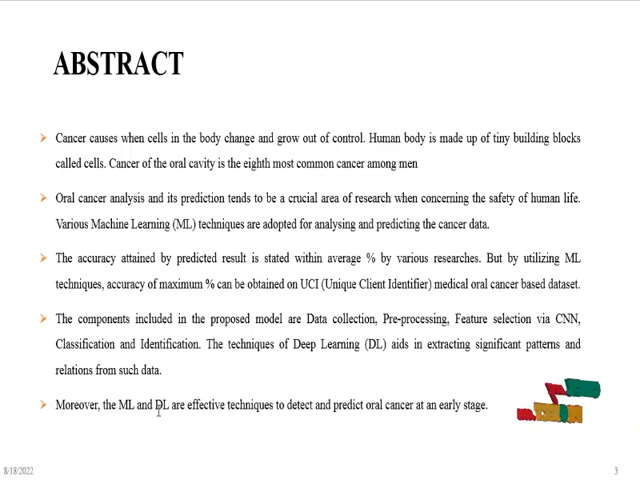 ABSTRACT
Cancer causes when cells in the body change and grow out of control. Human body is made up of tiny building blocks
called cells. Cancer of the oral cavity is the eighth most common cancer among men
Oral cancer analysis and its prediction tends to be a crucial area of research when concerning the safety of human life.
Various Machine Learning (ML) techniques are adopted for analysing and predicting the cancer data.
The accuracy attained by predicted result is stated within average % by various researches. But by utilizing ML
techniques, accuracy of maximum % can be obtained on UCI (Unique Client Identifier) medical oral cancer based dataset.
The components included in the proposed model are Data collection, Pre-processing, Feature selection via CNN,
Classification and Identification. The techniques of Deep Learning (DL) aids in extracting significant patterns and
relations from such data.
Moreover, the ML and DL are effective techniques to detect and predict oral cancer at an early stage.
8/18/2022
3